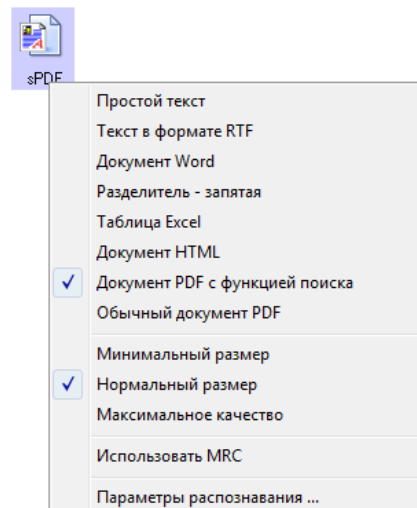 sPDF
Простой текст
Текст в формате RTF
Документ Word
Разделитель - запятая
Таблица Excel
Документ HTML
Документ PDF с функцией поиска
Обычный документ PDF
Минимальный размер
Нормальный размер
Максимальное качество
Использовать MRC
Параметры распознавания ...